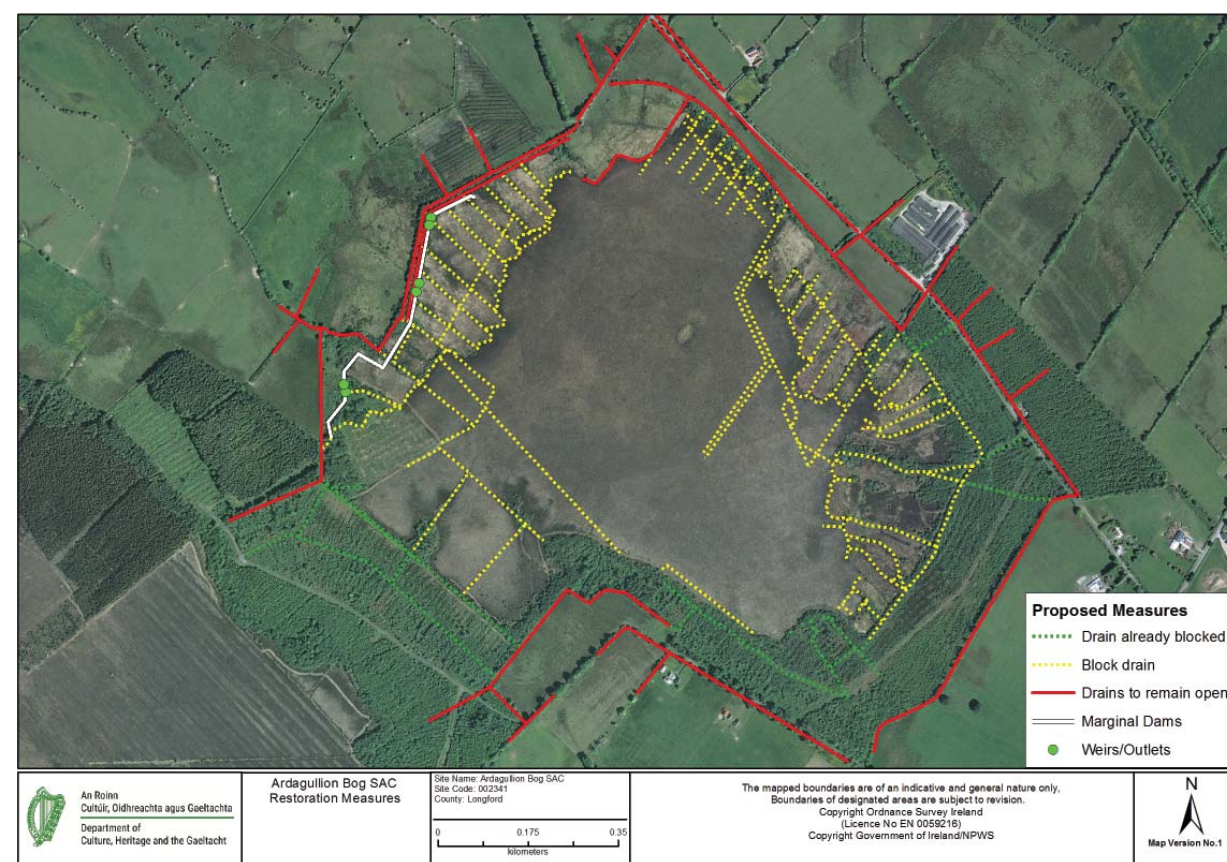 Proposed Measures
Drain already blocked
Block drain
Drains to remain open
Marginal Dams
Weirs/Outlets
An Roinn
Cultúir, Oidhreachta agus Gaeltachta
Department of
Culture, Heritage and the Gaeltacht
Ardagullion Bog SAC
Restoration Measures
Site Name: Ardagullion Bog SAC
Site Code: 002341
County: Longford
0 0.175 0.35
kilometers
The mapped boundaries are of an indicative and general nature only,
Boundaries of designated areas are subject to revision.
Copyright Ordnance Survey Ireland
(Licence No EN 0059216)
Copyright Government of Ireland/NPWS
N
Map Version No.1